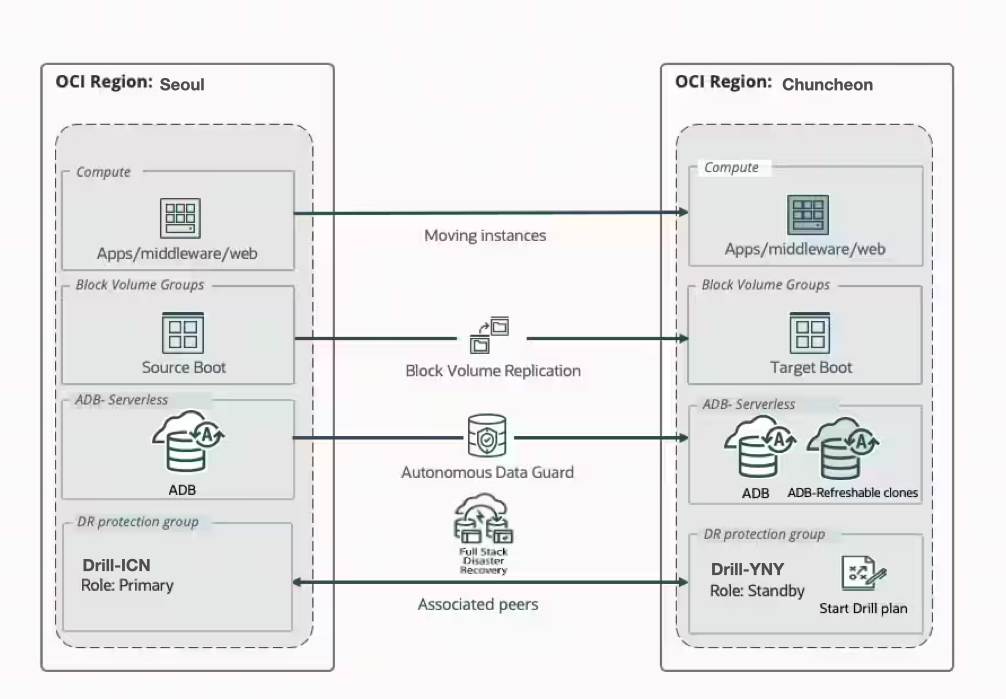 OCI Region: Seoul
Compute
Apps/middleware/web
Block Volume Groups
Source Boot
ADB- Serverless
A
ADB
DR protection group
Drill-ICN
Role: Primary
Moving instances
Block Volume Replication
Autonomous Data Guard
Full Stack
Disaster
Recovery
Associated peers
OCI Region: Chuncheon
Compute
Apps/middleware/web
Block Volume Groups
Target Boot
ADB- Serverless
A
A
ADB
ADB-Refreshable clones
DR protection group
Drill-YNY
Role: Standby
Start Drill plan